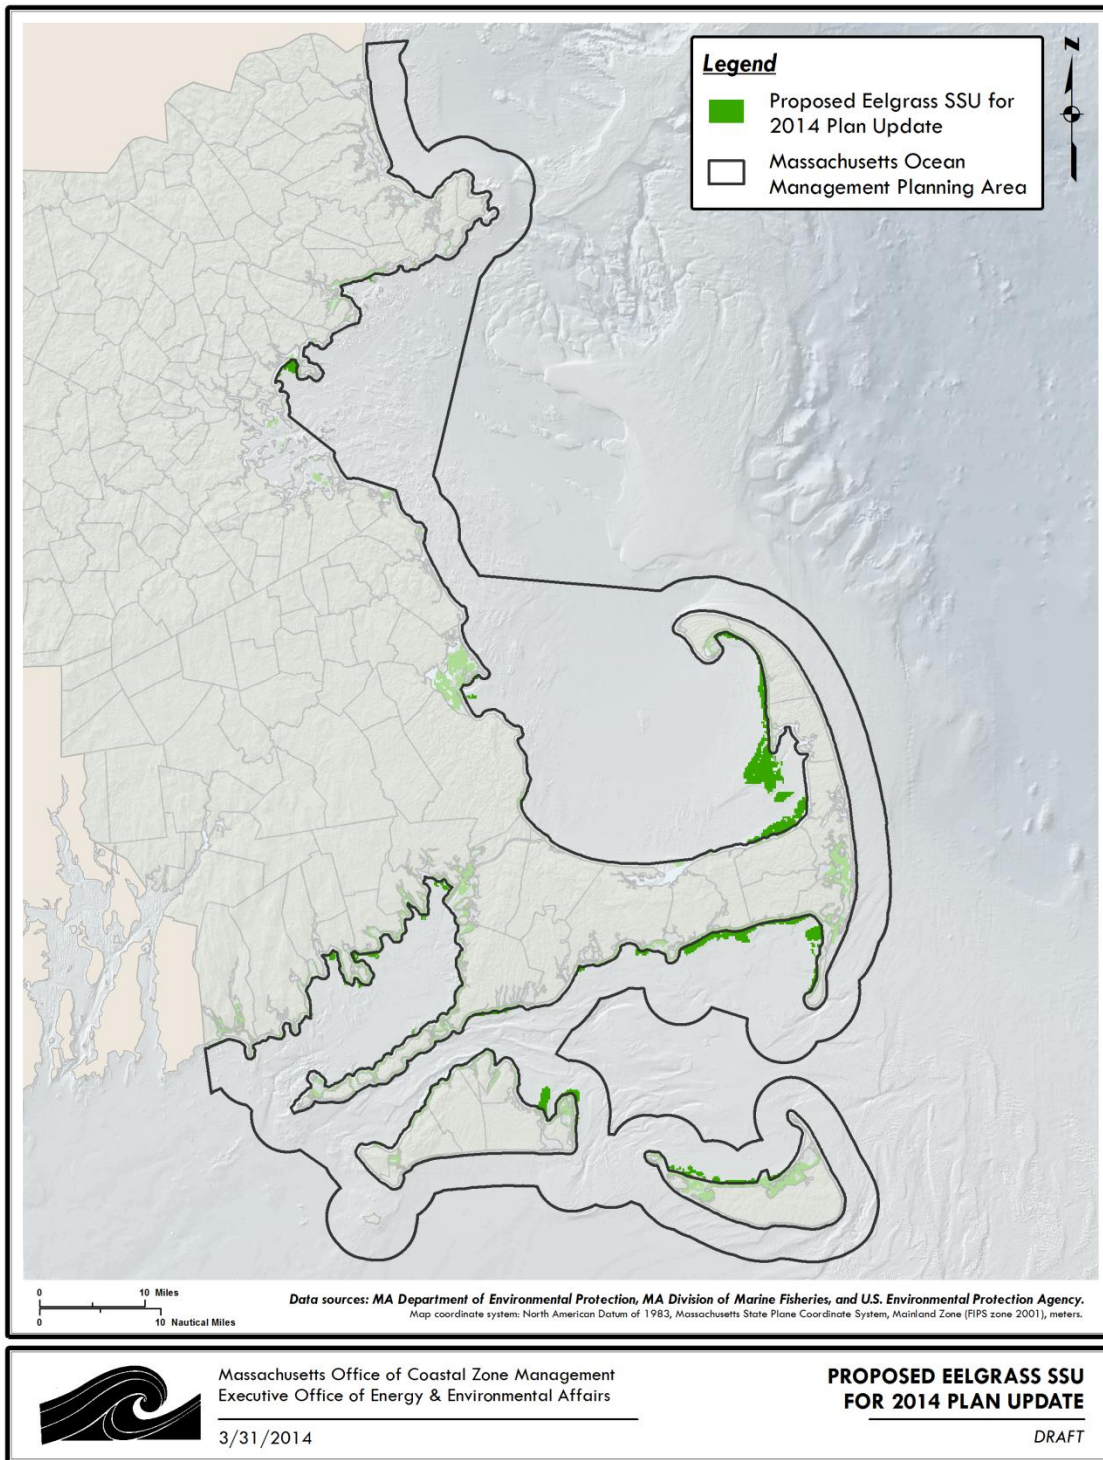 Legend
Proposed Eelgrass SSU for
2014 Plan Update
Massachusetts Ocean
Management Planning Area
N
0 10 Miles
0 10 Nautical Miles
Data sources: MA Department of Environmental Protection, MA Division of Marine Fisheries, and U.S. Environmental Protection Agency.
Map coordinate system: North American Datum of 1983, Massachusetts State Plane Coordinate System, Mainland Zone (FIPS zone 2001), meters.
Massachusetts Office of Coastal Zone Management
Executive Office of Energy & Environmental Affairs
3/31/2014
PROPOSED EELGRASS SSU
FOR 2014 PLAN UPDATE
DRAFT